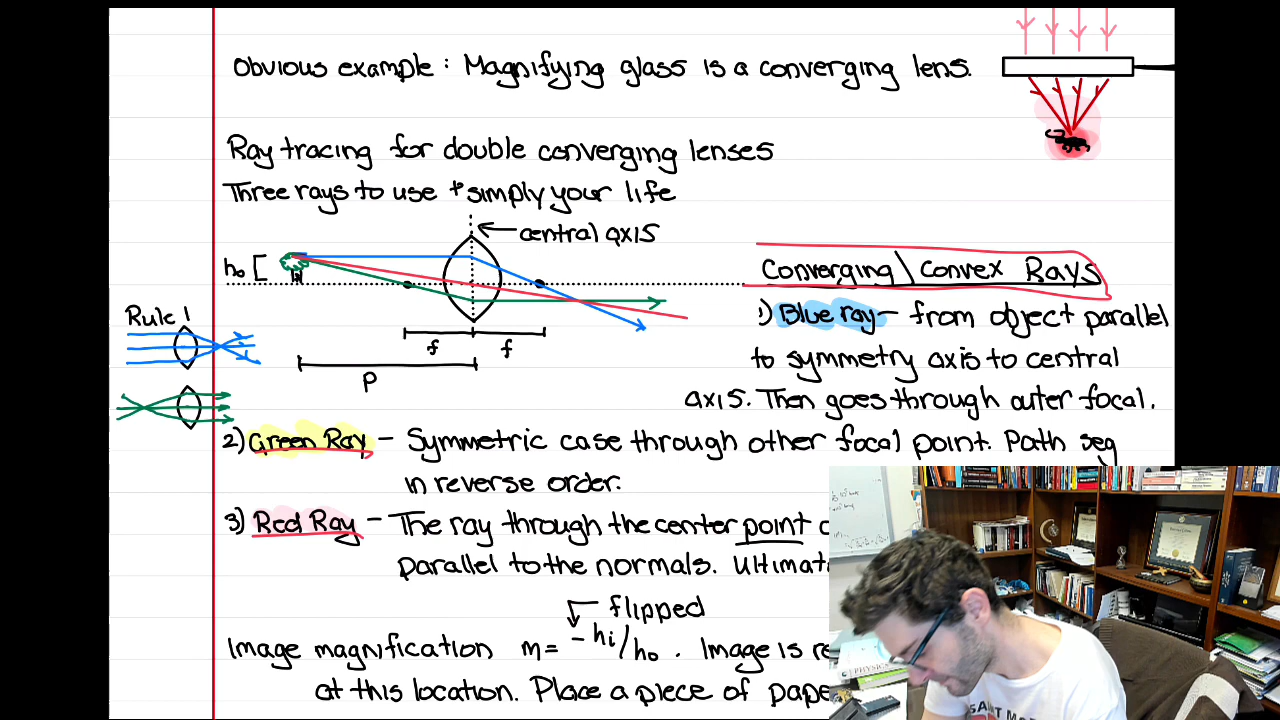 Obvious example : Magnifying glass is a converging lens.
Ray tracing for double converging lenses
Three rays to use + simply your life
central axis
ho
f f
P
Rule 1
Converging\Convex Rays
1) Blue ray - from object parallel
to symmetry axis to central
axis. Then goes through outer focal.
2) Green Ray - Symmetric case through other focal point. Path seg
in reverse order.
3) Red Ray - The ray through the center point
Parallel to the normals.
flipped
Image magnification m= -hi/ho. Image is
at this location. Place a piece of